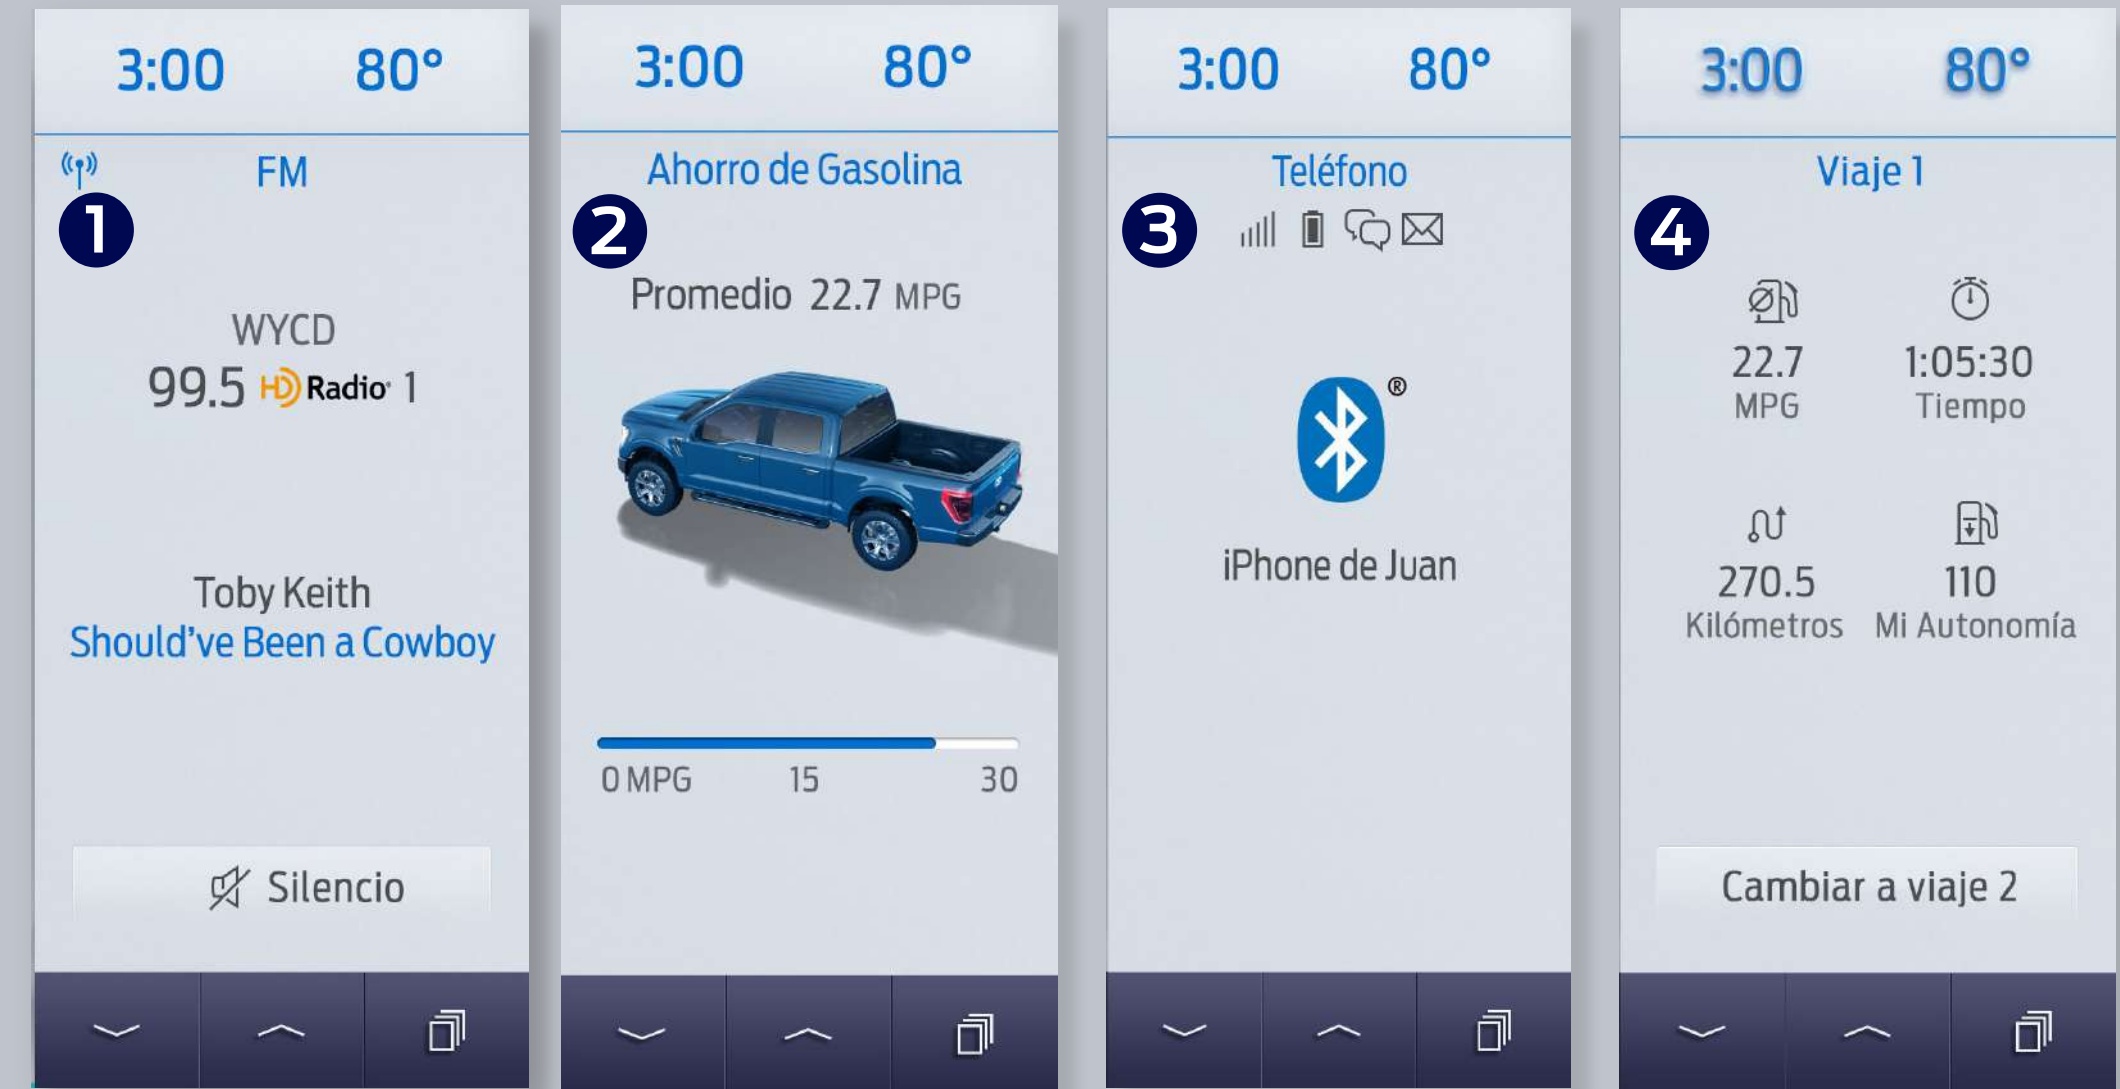 3:00 80°
FM
1
WYCD
99.5 HD Radio 1
Toby Keith
Should've Been a Cowboy
Silencio
3:00 80°
Ahorro de Gasolina
2
Promedio 22.7 MPG
0 MPG 15 30
3:00 80°
Teléfono
3
®
iPhone de Juan
3:00 80°
Viaje 1
4
22.7 1:05:30
MPG Tiempo
270.5 110
Kilómetros Mi Autonomía
Cambiar a viaje 2